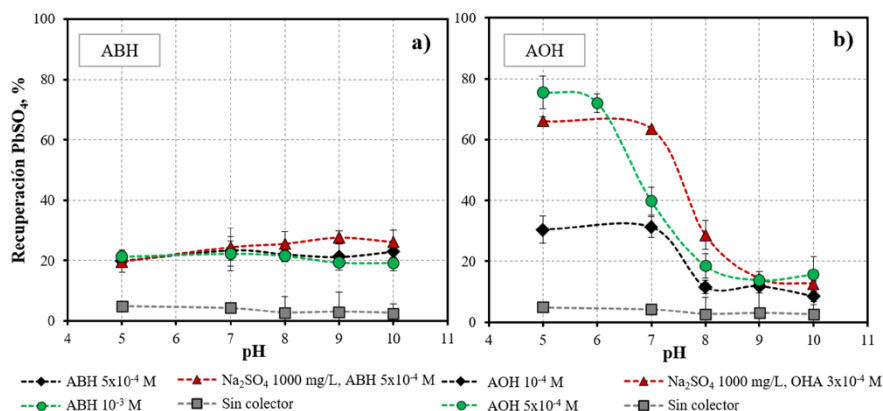 ABH
a)
AOH
b)
Recuperación PbSO₄, %
100
80
60
40
20
0
4 5 6 7 8 9 10 11
pH
100
80
60
40
20
0
4 5 6 7 8 9 10 11
pH
ABH 5x10⁻⁴ M
Na₂SO₄ 1000 mg/L, ABH 5x10⁻⁴ M
ABH 10⁻³ M
Sin colector
AOH 10⁻⁴ M
Na₂SO₄ 1000 mg/L, OHA 3x10⁻⁴ M
AOH 5x10⁻⁴ M
Sin colector